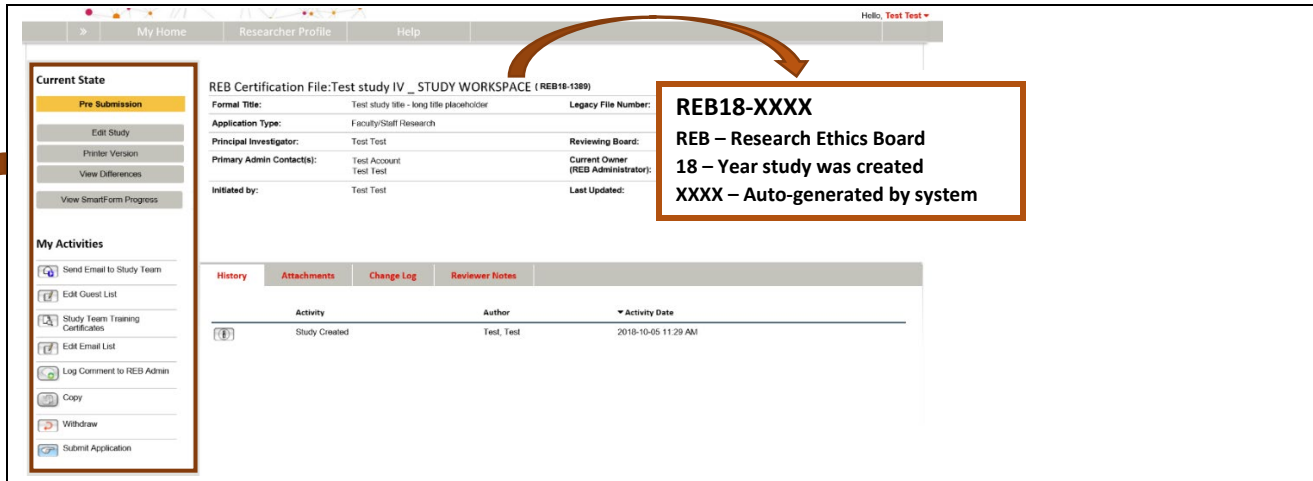 Hello, Test Test
» My Home Researcher Profile Help
Current State
Pre Submission
Edit Study
Printer Version
View Differences
View SmartForm Progress
My Activities
Send Email to Study Team
Edit Guest List
Study Team Training
Certificates
Edit Email List
Log Comment to REB Admin
Copy
Withdraw
Submit Application
REB Certification File:Test study IV _ STUDY WORKSPACE (REB18-1389)
Formal Title: Test study title - long title placeholder Legacy File Number:
Application Type: Faculty/Staff Research
Principal Investigator: Test Test Reviewing Board:
Primary Admin Contact(s): Test Account Current Owner
Test Test (REB Administrator):
Initiated by: Test Test Last Updated:
REB18-XXXX
REB – Research Ethics Board
18 – Year study was created
XXXX – Auto-generated by system
History Attachments Change Log Reviewer Notes
Activity Author Activity Date
Study Created Test, Test 2018-10-05 11:29 AM